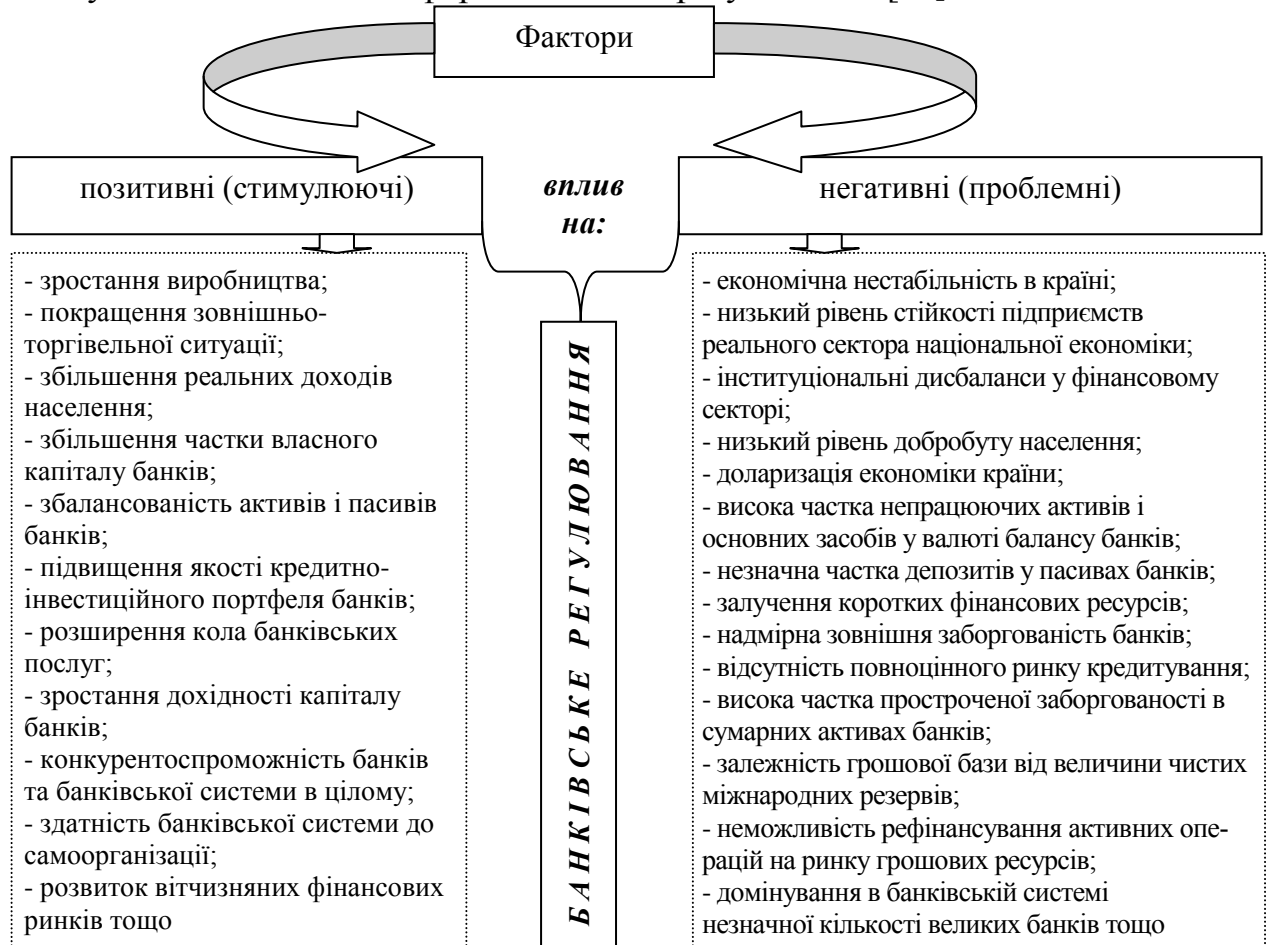 Фактори
позитивні (стимулюючі)
вплив
на:
негативні (проблемні)
- зростання виробництва;
- покращення зовнішньо-
торгівельної ситуації;
- збільшення реальних доходів
населення;
- збільшення частки власного
капіталу банків;
- збалансованість активів і пасивів
банків;
- підвищення якості кредитно-
інвестиційного портфеля банків;
- розширення кола банківських
послуг;
- зростання дохідності капіталу
банків;
- конкурентоспроможність банків
та банківської системи в цілому;
- здатність банківської системи до
самоорганізації;
- розвиток вітчизняних фінансових
ринків тощо
БАНКІВСЬКЕ РЕГУЛЮВАННЯ
- економічна нестабільність в країні;
- низький рівень стійкості підприємств
реального сектора національної економіки;
- інституціональні дисбаланси у фінансовому
секторі;
- низький рівень добробуту населення;
- доларизація економіки країни;
- висока частка непрацюючих активів і
основних засобів у валюті балансу банків;
- незначна частка депозитів у пасивах банків;
- залучення коротких фінансових ресурсів;
- надмірна зовнішня заборгованість банків;
- відсутність повноцінного ринку кредитування;
- висока частка простроченої заборгованості в
сумарних активах банків;
- залежність грошової бази від величини чистих
міжнародних резервів;
- неможливість рефінансування активних опе-
рацій на ринку грошових ресурсів;
- домінування в банківській системі
незначної кількості великих банків тощо